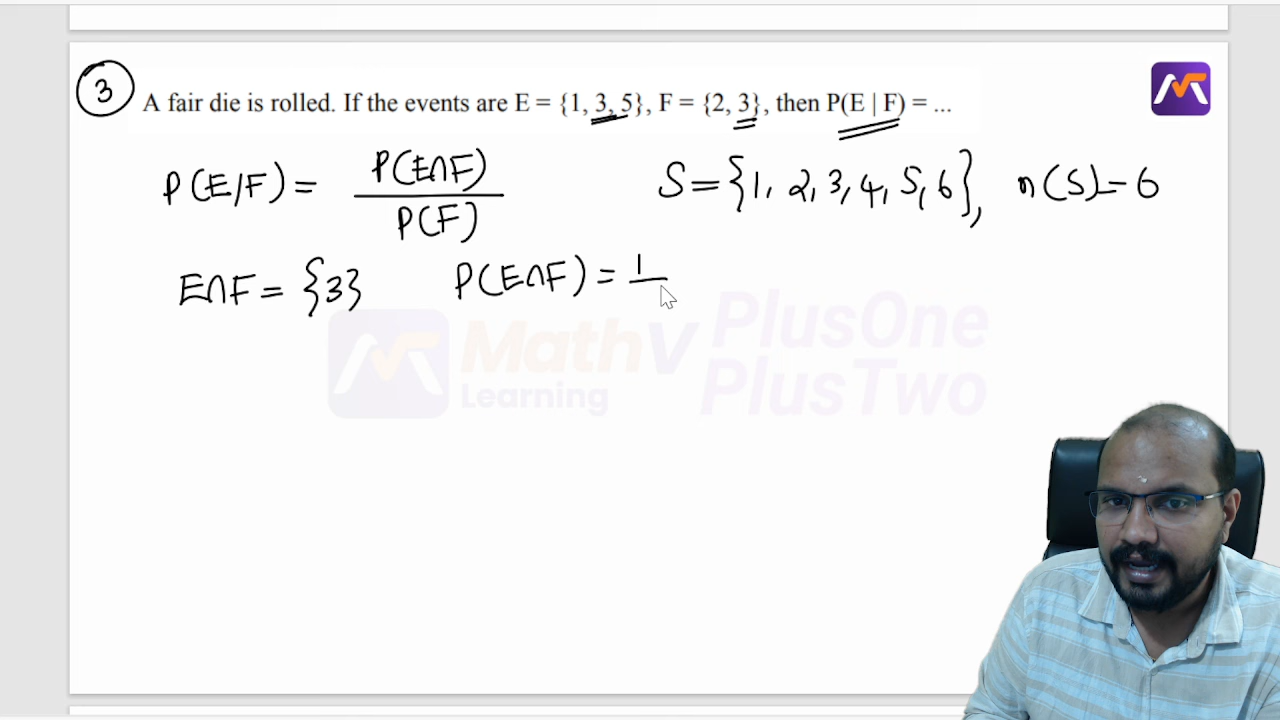 3 A fair die is rolled. If the events are E = {1, 3, 5}, F = {2, 3}, then P(E | F) = ...
P(E/F) = P(E∩F) / P(F) S = {1, 2, 3, 4, 5, 6}, n(S) = 6
E∩F = {3} P(E∩F) = 1/
MathV PlusOne
Learning PlusTwo